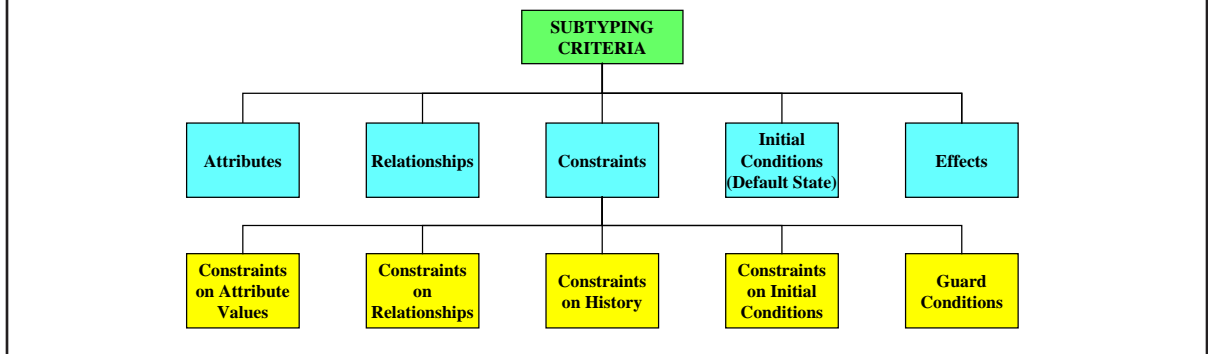 SUBTYPING
CRITERIA
Attributes
Relationships
Constraints
Initial
Conditions
(Default State)
Effects
Constraints
on Attribute
Values
Constraints
on
Relationships
Constraints
on History
Constraints
on Initial
Conditions
Guard
Conditions